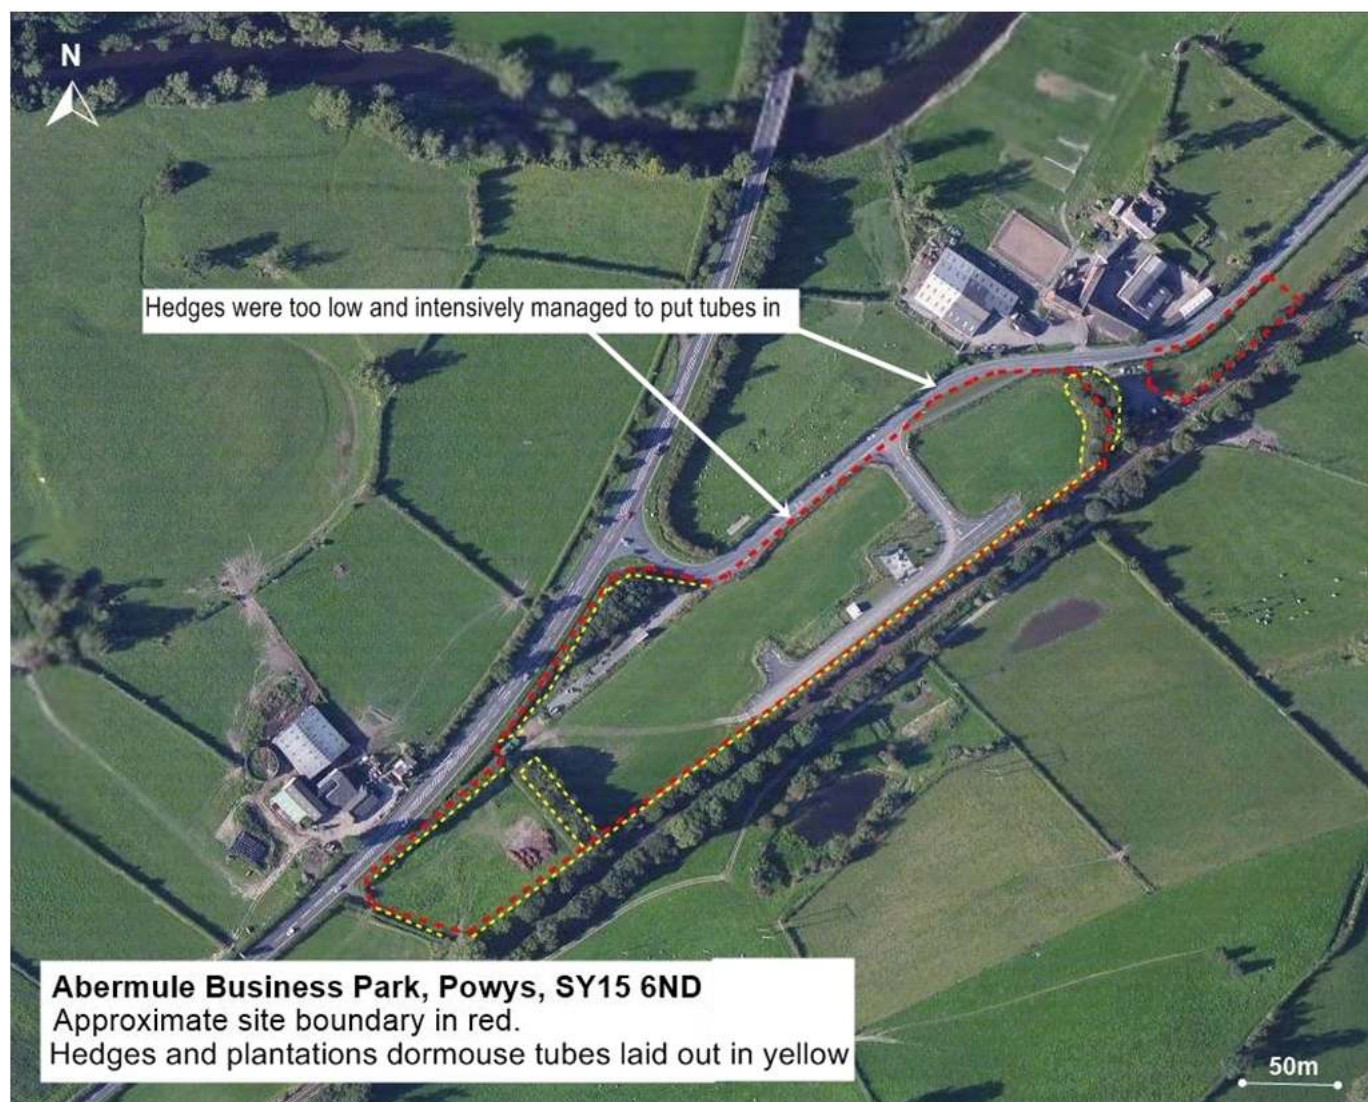 N
Hedges were too low and intensively managed to put tubes in
Abermule Business Park, Powys, SY15 6ND
Approximate site boundary in red.
Hedges and plantations dormouse tubes laid out in yellow
50m